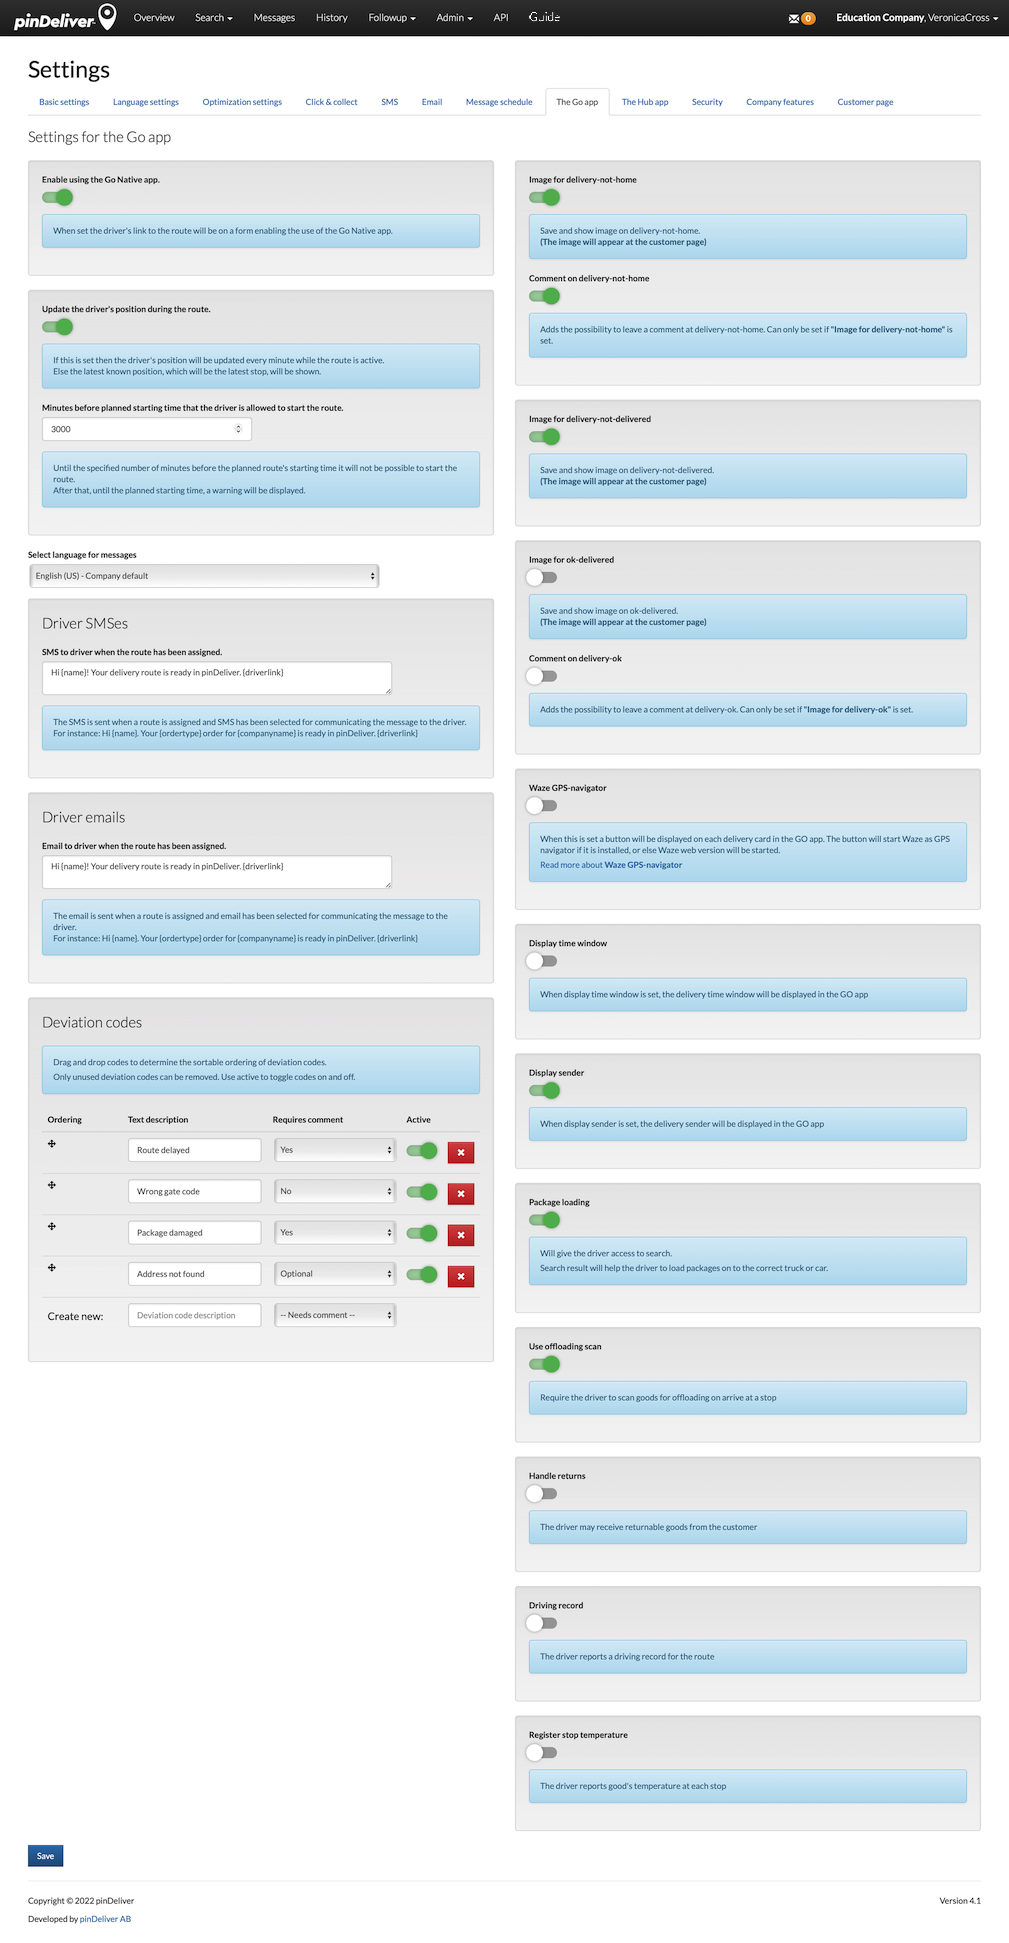 pinDeliver Overview Search Messages History Followup Admin API Guide 0 Education Company, VeronicaCross
Settings
Basic settings Language settings Optimization settings Click & collect SMS Email Message schedule The Go app The Hub app Security Company features Customer page
Settings for the Go app
Enable using the Go Native app.
When set the driver's link to the route will be on a form enabling the use of the Go Native app.
Update the driver's position during the route.
If this is set then the driver's position will be updated every minute while the route is active.
Else the latest known position, which will be the latest stop, will be shown.
Minutes before planned starting time that the driver is allowed to start the route.
3000
Until the specified number of minutes before the planned route's starting time it will not be possible to start the
route.
After that, until the planned starting time, a warning will be displayed.
Select language for messages
English (US) - Company default
Driver SMSes
SMS to driver when the route has been assigned.
Hi {name}! Your delivery route is ready in pinDeliver. {driverlink}
The SMS is sent when a route is assigned and SMS has been selected for communicating the message to the driver.
For instance: Hi {name}. Your {ordertype} order for {companyname} is ready in pinDeliver. {driverlink}
Driver emails
Email to driver when the route has been assigned.
Hi {name}! Your delivery route is ready in pinDeliver. {driverlink}
The email is sent when a route is assigned and email has been selected for communicating the message to the
driver.
For instance: Hi {name}. Your {ordertype} order for {companyname} is ready in pinDeliver. {driverlink}
Deviation codes
Drag and drop codes to determine the sortable ordering of deviation codes.
Only unused deviation codes can be removed. Use active to toggle codes on and off.
Ordering Text description Requires comment Active
Route delayed Yes
Wrong gate code No
Package damaged Yes
Address not found Optional
Create new: Deviation code description -- Needs comment --
Image for delivery-not-home
Save and show image on delivery-not-home.
(The image will appear at the customer page)
Comment on delivery-not-home
Adds the possibility to leave a comment at delivery-not-home. Can only be set if "Image for delivery-not-home" is
set.
Image for delivery-not-delivered
Save and show image on delivery-not-delivered.
(The image will appear at the customer page)
Image for ok-delivered
Save and show image on ok-delivered.
(The image will appear at the customer page)
Comment on delivery-ok
Adds the possibility to leave a comment at delivery-ok. Can only be set if "Image for delivery-ok" is set.
Waze GPS-navigator
When this is set a button will be displayed on each delivery card in the GO app. The button will start Waze as GPS
navigator if it is installed, or else Waze web version will be started.
Read more about Waze GPS-navigator
Display time window
When display time window is set, the delivery time window will be displayed in the GO app
Display sender
When display sender is set, the delivery sender will be displayed in the GO app
Package loading
Will give the driver access to search.
Search result will help the driver to load packages on to the correct truck or car.
Use offloading scan
Require the driver to scan goods for offloading on arrive at a stop
Handle returns
The driver may receive returnable goods from the customer
Driving record
The driver reports a driving record for the route
Register stop temperature
The driver reports good's temperature at each stop
Save
Copyright © 2022 pinDeliver Version 4.1
Developed by pinDeliver AB